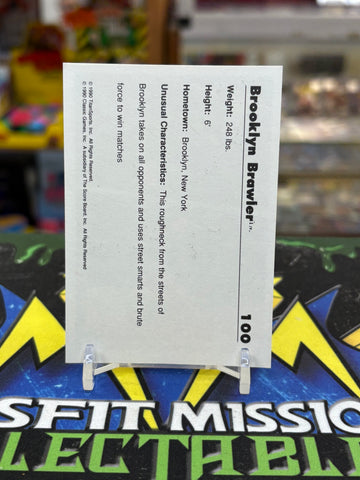 Brooklyn Brawler™ 100
Weight: 248 lbs.
Height: 6'
Hometown: Brooklyn, New York
Unusual Characteristics: This roughneck from the streets of
Brooklyn takes on all opponents and uses street smarts and brute
force to win matches
© 1990 TitanSports, Inc. All Rights Reserved.
© 1990 Classic Games, Inc. A subsidiary of The Score Board, Inc. All Rights Reserved
SFIT MISSIO
LECTABLE